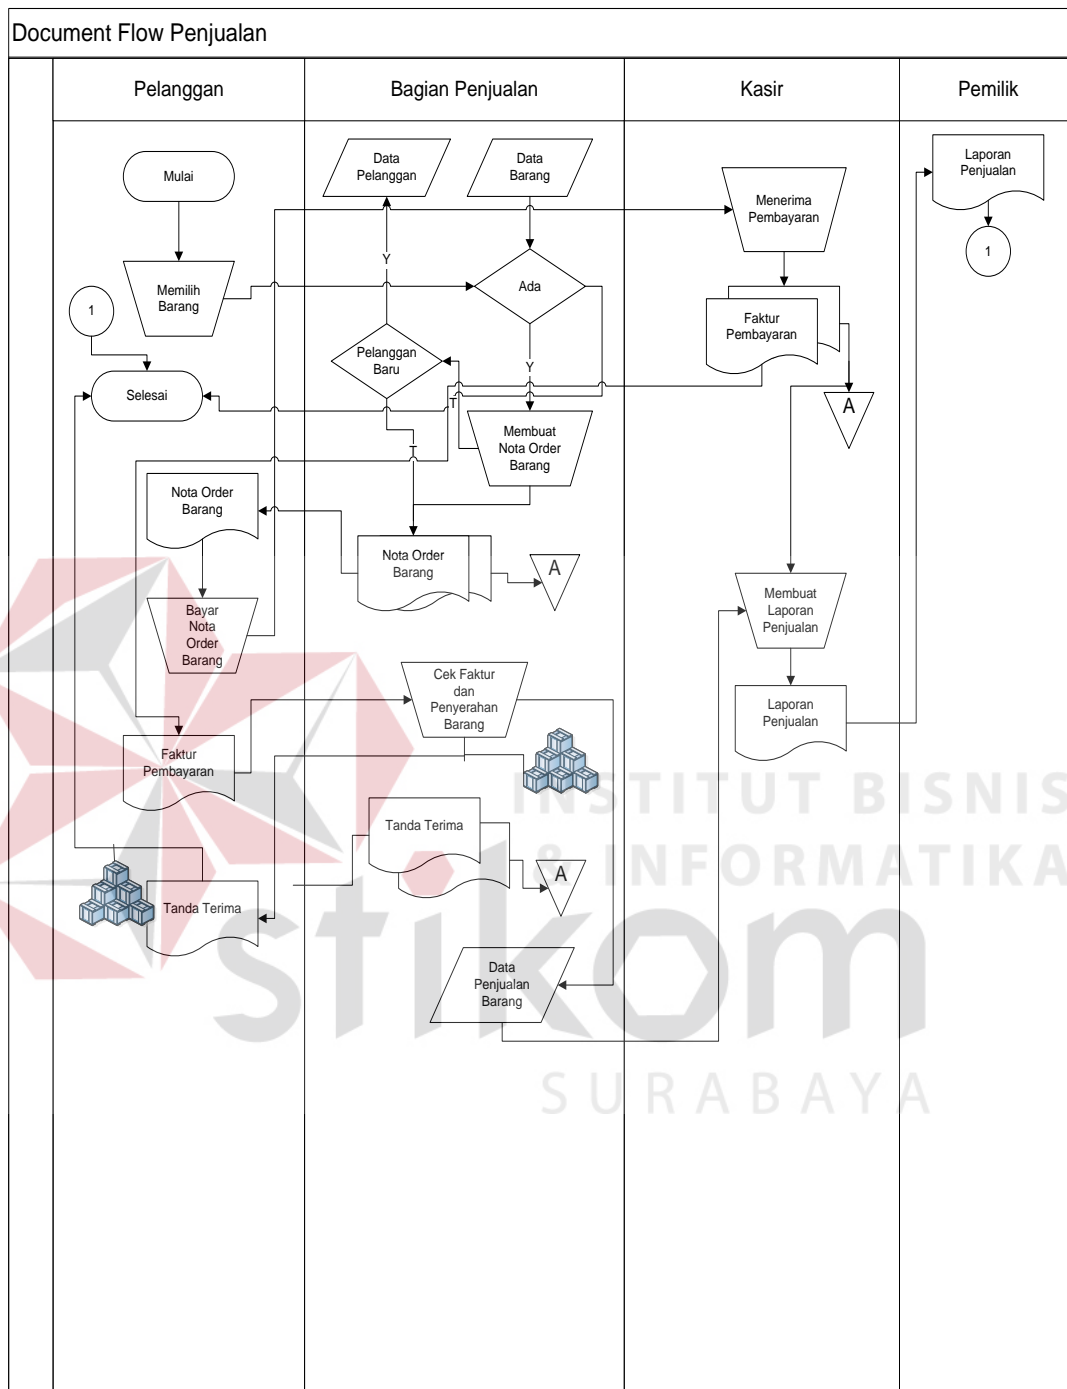 Document Flow Penjualan
Pelanggan
Bagian Penjualan
Kasir
Pemilik
Mulai
Memilih
Barang
1
Selesai
Nota Order
Barang
Bayar
Nota
Order
Barang
Faktur
Pembayaran
Tanda Terima
Data
Pelanggan
Data
Barang
Y
Ada
Pelanggan
Baru
Y
T
Membuat
Nota Order
Barang
T
Nota Order
Barang
A
Cek Faktur
dan
Penyerahan
Barang
Tanda Terima
A
Data
Penjualan
Barang
Menerima
Pembayaran
Faktur
Pembayaran
A
Membuat
Laporan
Penjualan
Laporan
Penjualan
Laporan
Penjualan
1
INSTITUT BISNIS
& INFORMATIKA
stikom
SURABAYA